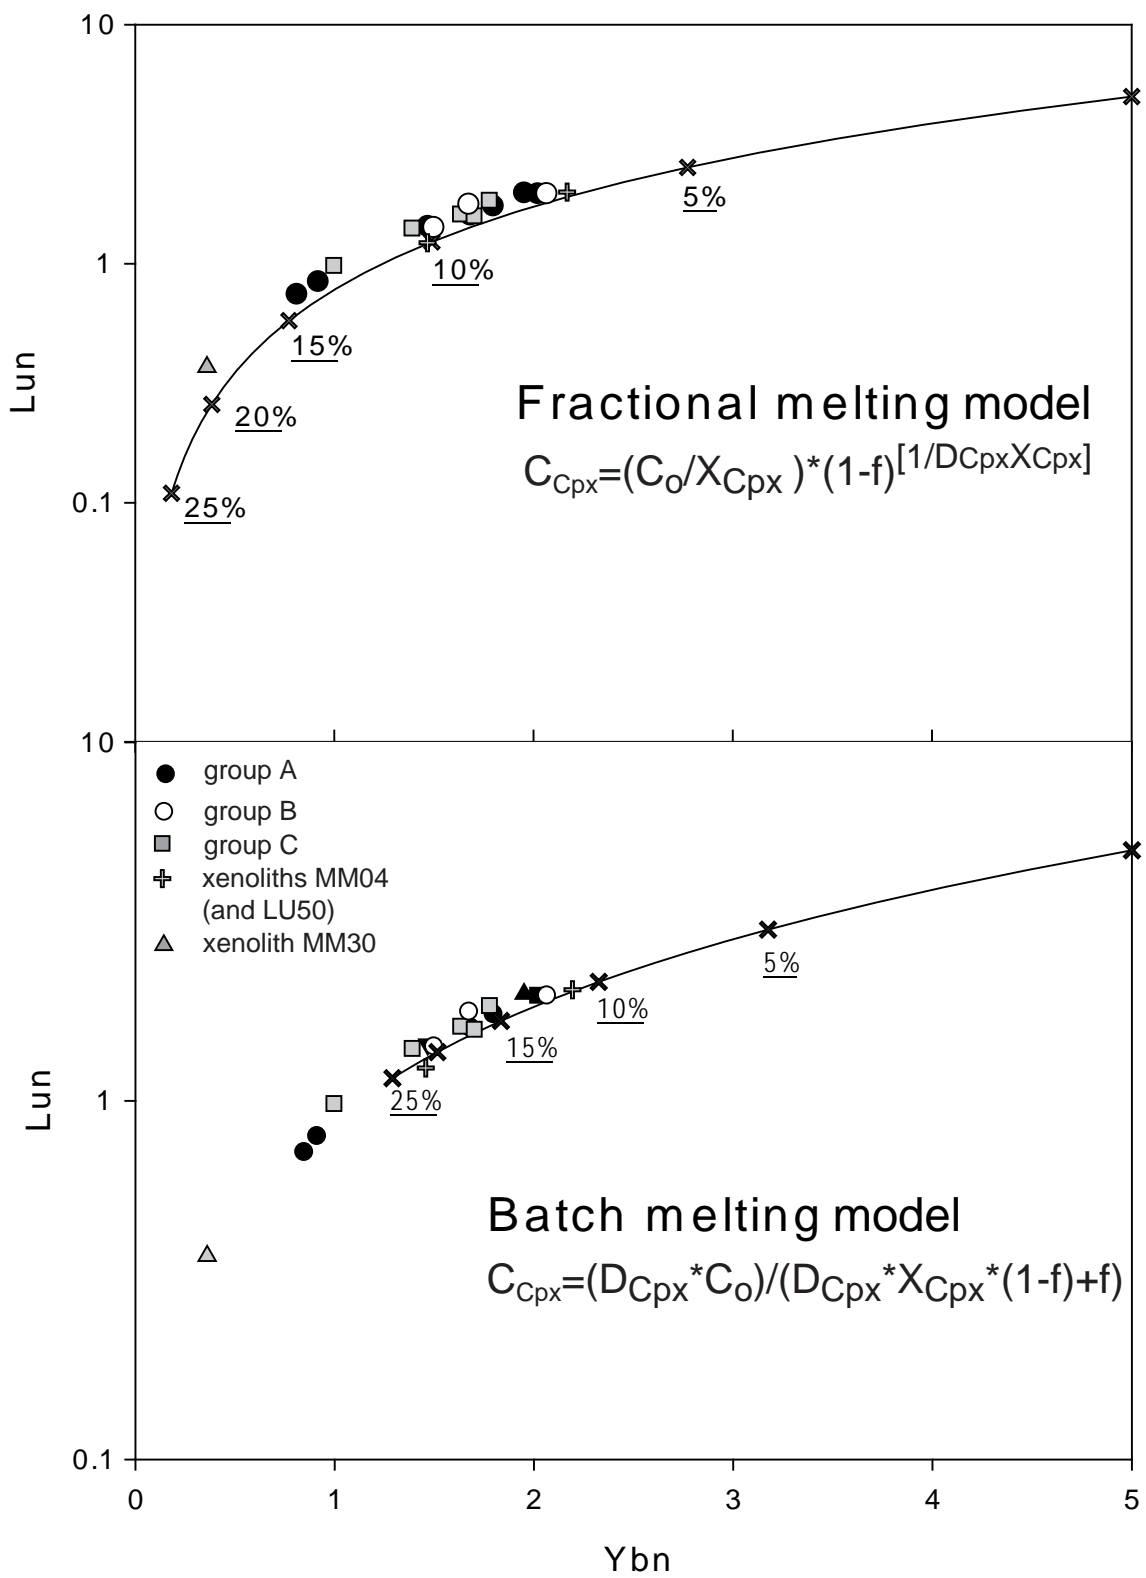 10
5%
1
10%
15%
Lun
Fractional melting model
20%
C_Cpx=(C_o/X_Cpx )*(1-f)^[1/DCpxXCpx]
25%
0.1
10
group A
group B
group C
xenoliths MM04
(and LU50)
xenolith MM30
5%
10%
15%
1
25%
Lun
Batch melting model
C_Cpx=(D_Cpx*C_o)/(D_Cpx*X_Cpx*(1-f)+f)
0.1
0 1 2 3 4 5
Ybn